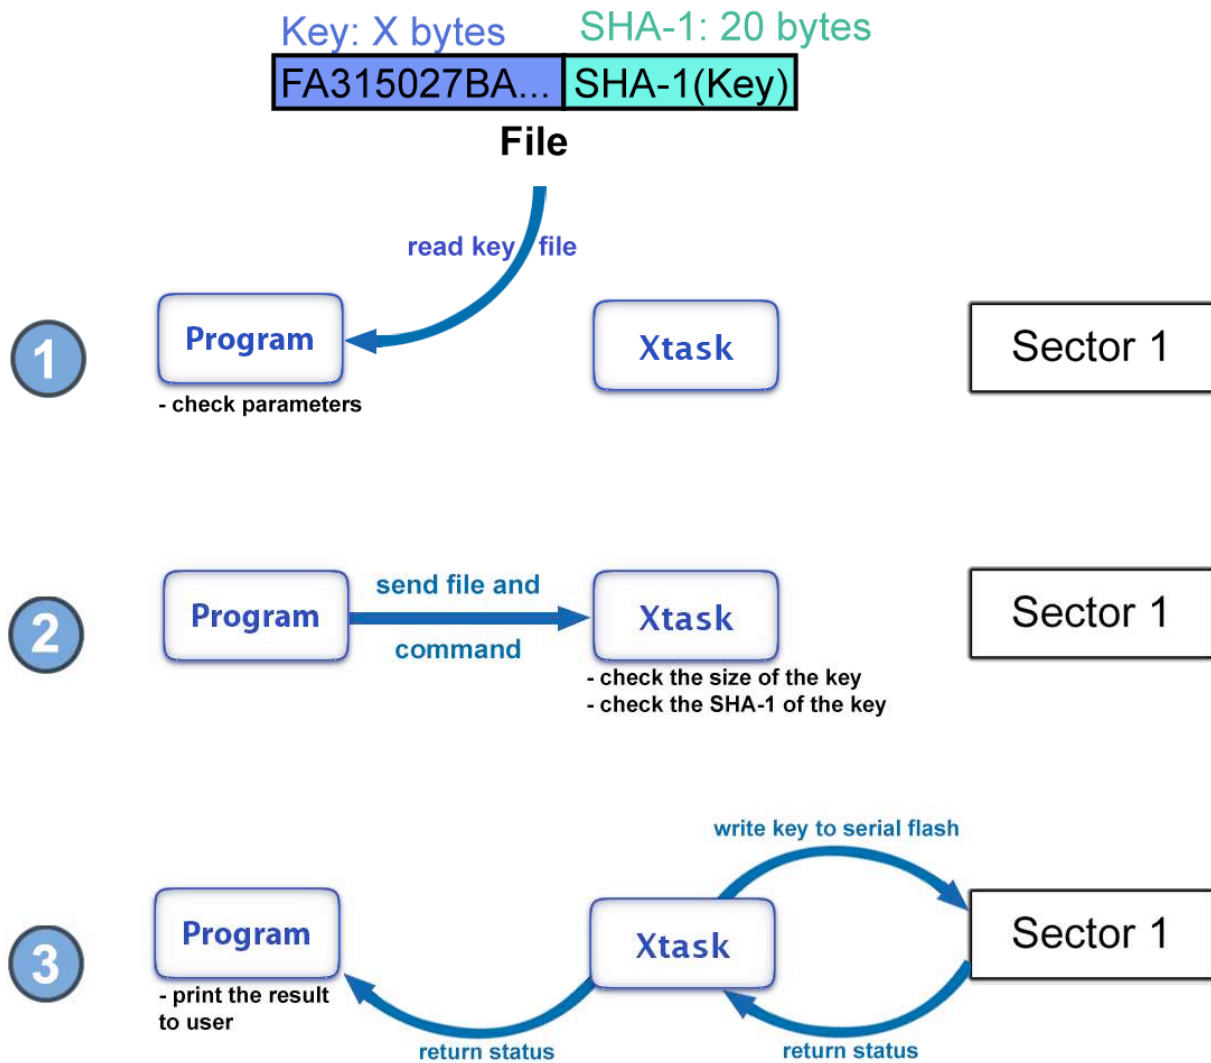 Key: X bytes
SHA-1: 20 bytes
FA315027BA...
SHA-1(Key)
File
read key file
1
Program
Xtask
Sector 1
- check parameters
2
Program
send file and
command
Xtask
Sector 1
- check the size of the key
- check the SHA-1 of the key
write key to serial flash
3
Program
Xtask
Sector 1
- print the result
to user
return status
return status